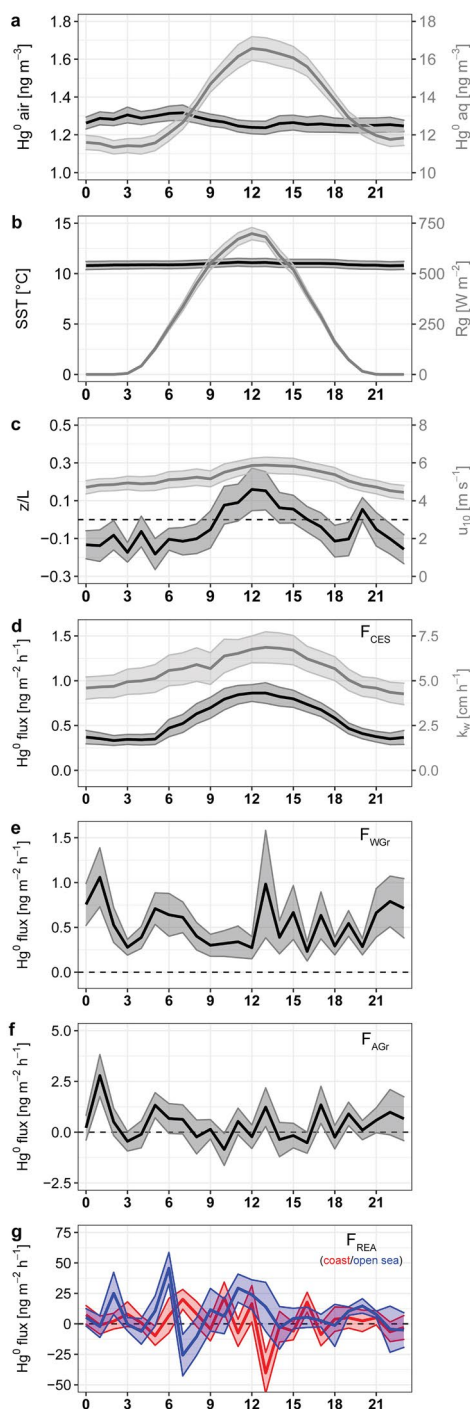 a
Hg⁰ air [ng m⁻³]
1.8
1.6
1.4
1.2
1.0
18
16
14
12
10
Hg⁰ aq [ng m⁻³]
0 3 6 9 12 15 18 21
b
SST [°C]
15
10
5
0
750
500
250
0
Rg [W m⁻²]
0 3 6 9 12 15 18 21
c
z/L
0.5
0.3
0.1
−0.1
−0.3
8
6
4
2
0
u₁₀ [m s⁻¹]
0 3 6 9 12 15 18 21
d
F_CES
Hg⁰ flux [ng m⁻² h⁻¹]
1.5
1.0
0.5
0.0
7.5
5.0
2.5
0.0
k_w [cm h⁻¹]
0 3 6 9 12 15 18 21
e
F_WGr
Hg⁰ flux [ng m⁻² h⁻¹]
1.5
1.0
0.5
0.0
0 3 6 9 12 15 18 21
f
F_AGr
Hg⁰ flux [ng m⁻² h⁻¹]
5.0
2.5
0.0
−2.5
0 3 6 9 12 15 18 21
g
F_REA
(coast/open sea)
Hg⁰ flux [ng m⁻² h⁻¹]
75
50
25
0
−25
−50
0 3 6 9 12 15 18 21